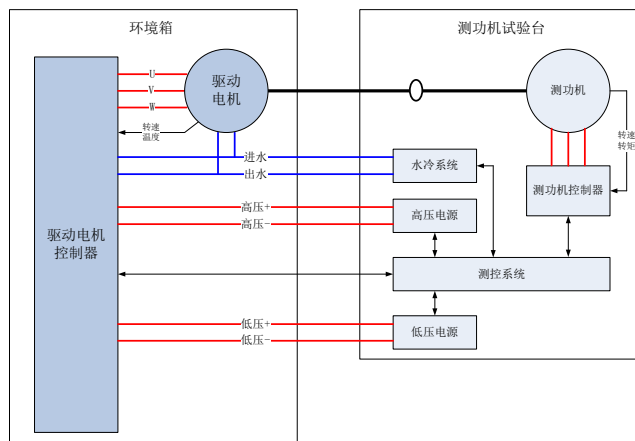 环境箱
测功机试验台
U
V
W
驱动
电机
测功机
转速
温度
转速
转矩
进水
出水
水冷系统
测功机控制器
高压+
高压-
高压电源
驱动电机
控制器
测控系统
低压+
低压-
低压电源